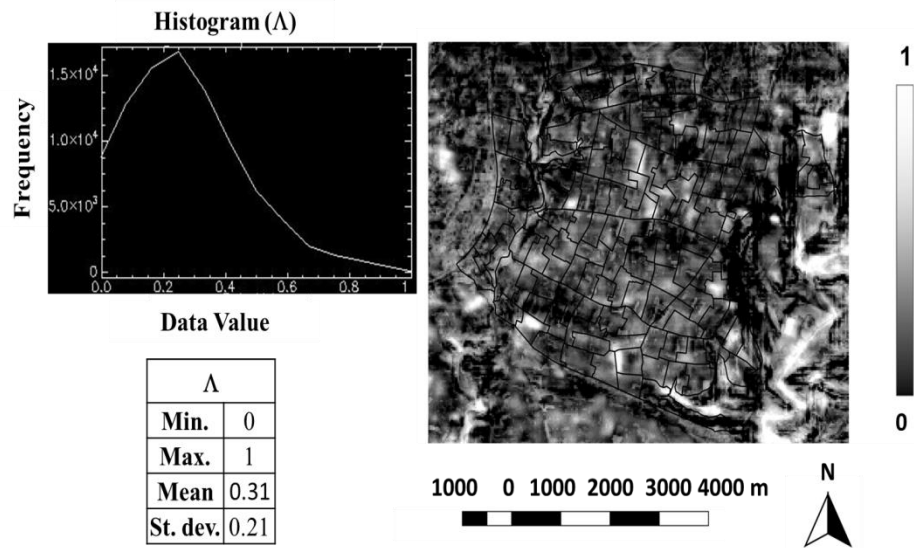 Histogram (Λ)
Frequency
1.5×10⁴
1.0×10⁴
5.0×10³
0
0.0 0.2 0.4 0.6 0.8 1
Data Value
Λ
Min. 0
Max. 1
Mean 0.31
St. dev. 0.21
1
0
1000 0 1000 2000 3000 4000 m
N